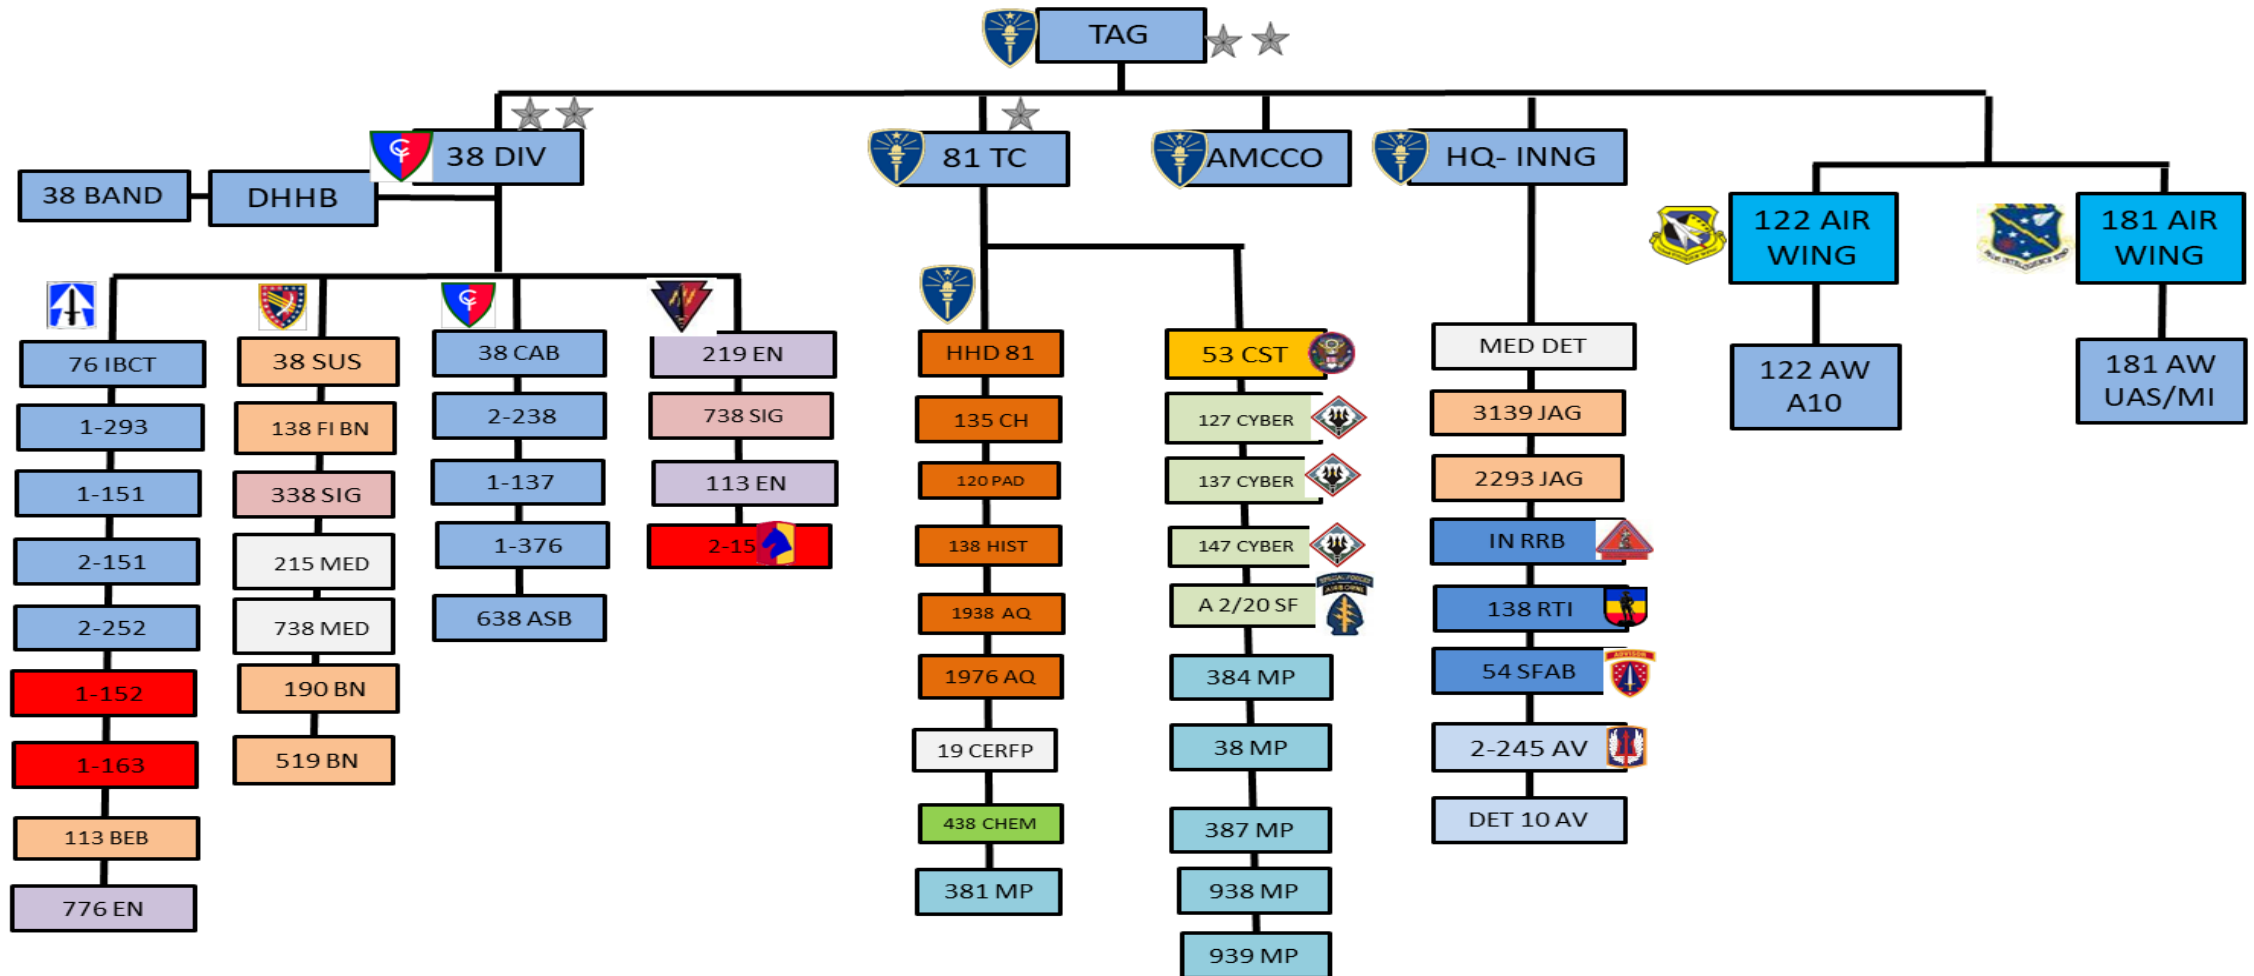 TAG
38 DIV
81 TC
AMCCO
HQ- INNG
38 BAND
DHHB
122 AIR
WING
181 AIR
WING
122 AW
A10
181 AW
UAS/MI
76 IBCT
1-293
1-151
2-151
2-252
1-152
1-163
113 BEB
776 EN
38 SUS
138 FI BN
338 SIG
215 MED
738 MED
190 BN
519 BN
38 CAB
2-238
1-137
1-376
638 ASB
219 EN
738 SIG
113 EN
2-15
HHD 81
135 CH
120 PAD
138 HIST
1938 AQ
1976 AQ
19 CERFP
438 CHEM
381 MP
53 CST
127 CYBER
137 CYBER
147 CYBER
SPECIAL FORCES
AIRBORNE
A 2/20 SF
384 MP
38 MP
387 MP
938 MP
939 MP
MED DET
3139 JAG
2293 JAG
IN RRB
138 RTI
ADVISOR
54 SFAB
2-245 AV
DET 10 AV